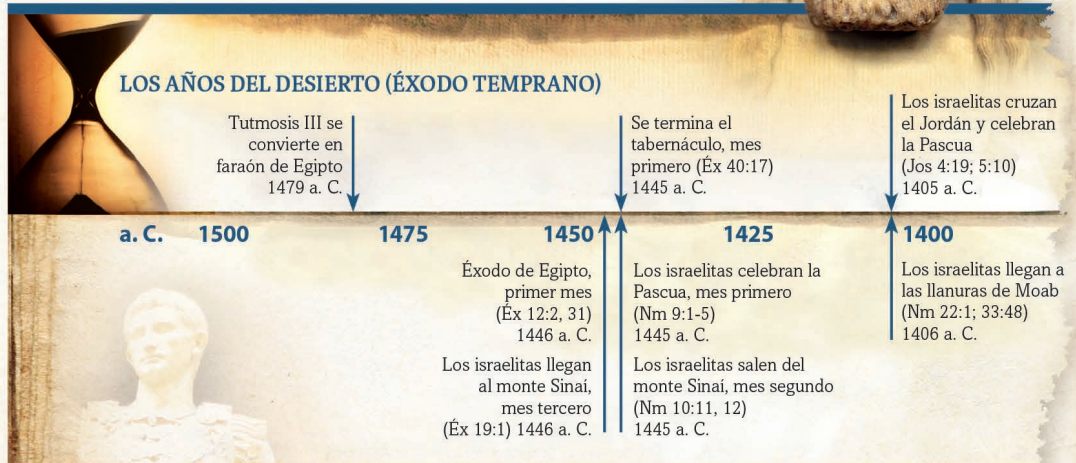 LOS AÑOS DEL DESIERTO (ÉXODO TEMPRANO)
Tutmosis III se
convierte en
faraón de Egipto
1479 a. C.
Se termina el
tabernáculo, mes
primero (Éx 40:17)
1445 a. C.
Los israelitas cruzan
el Jordán y celebran
la Pascua
(Jos 4:19; 5:10)
1405 a. C.
a. C. 1500 1475 1450 1425 1400
Éxodo de Egipto,
primer mes
(Éx 12:2, 31)
1446 a. C.
Los israelitas llegan
al monte Sinaí,
mes tercero
(Éx 19:1) 1446 a. C.
Los israelitas celebran la
Pascua, mes primero
(Nm 9:1-5)
1445 a. C.
Los israelitas salen del
monte Sinaí, mes segundo
(Nm 10:11, 12)
1445 a. C.
Los israelitas llegan a
las llanuras de Moab
(Nm 22:1; 33:48)
1406 a. C.